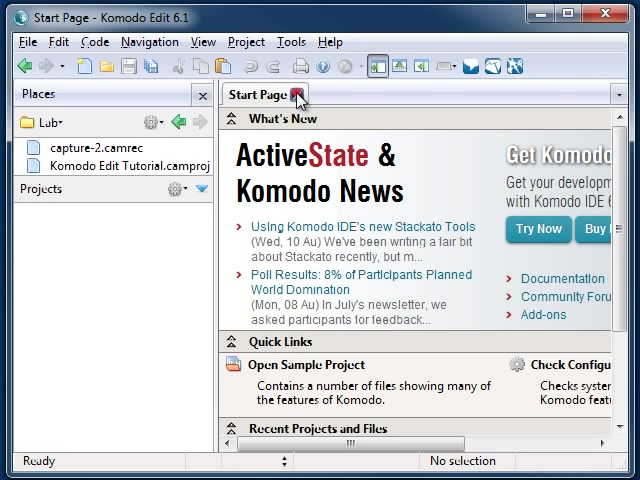 Start Page - Komodo Edit 6.1
File Edit Code Navigation View Project Tools Help
Places
Start Page
Lab
What's New
capture-2.camrec
Komodo Edit Tutorial.camproj
Projects
ActiveState &
Komodo News
Using Komodo IDE's new Stackato Tools
(Wed, 10 Au) We've been writing a fair bit
about Stackato recently, but m...
Poll Results: 8% of Participants Planned
World Domination
(Mon, 08 Au) In July's newsletter, we
asked participants for feedback...
Get Komodo
Get your developm
with Komodo IDE 6
Try Now Buy
Documentation
Community Foru
Add-ons
Quick Links
Open Sample Project
Contains a number of files showing many of
the features of Komodo.
Check Configu
Checks system
Komodo feat
Recent Projects and Files
Ready
No selection